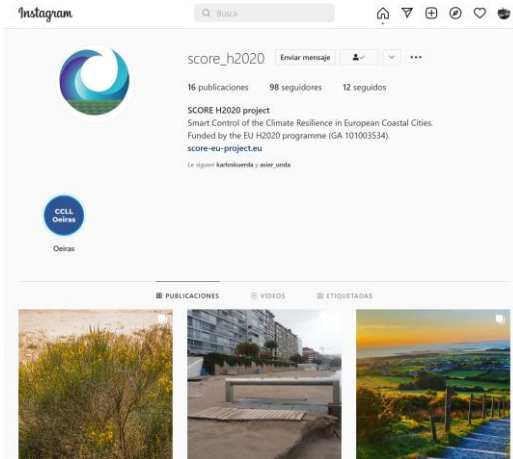 Instagram
Busca
score_h2020 Enviar mensaje
16 publicaciones 98 seguidores 12 seguidos
SCORE H2020 project
Smart Control of the Climate Resilience in European Coastal Cities.
Funded by the EU H2020 programme (GA 101003534).
score-eu-project.eu
Le siguen karloskuerda y asier_unda
CCLL
Oeiras
Oeiras
PUBLICACIONES VÍDEOS ETIQUETADAS